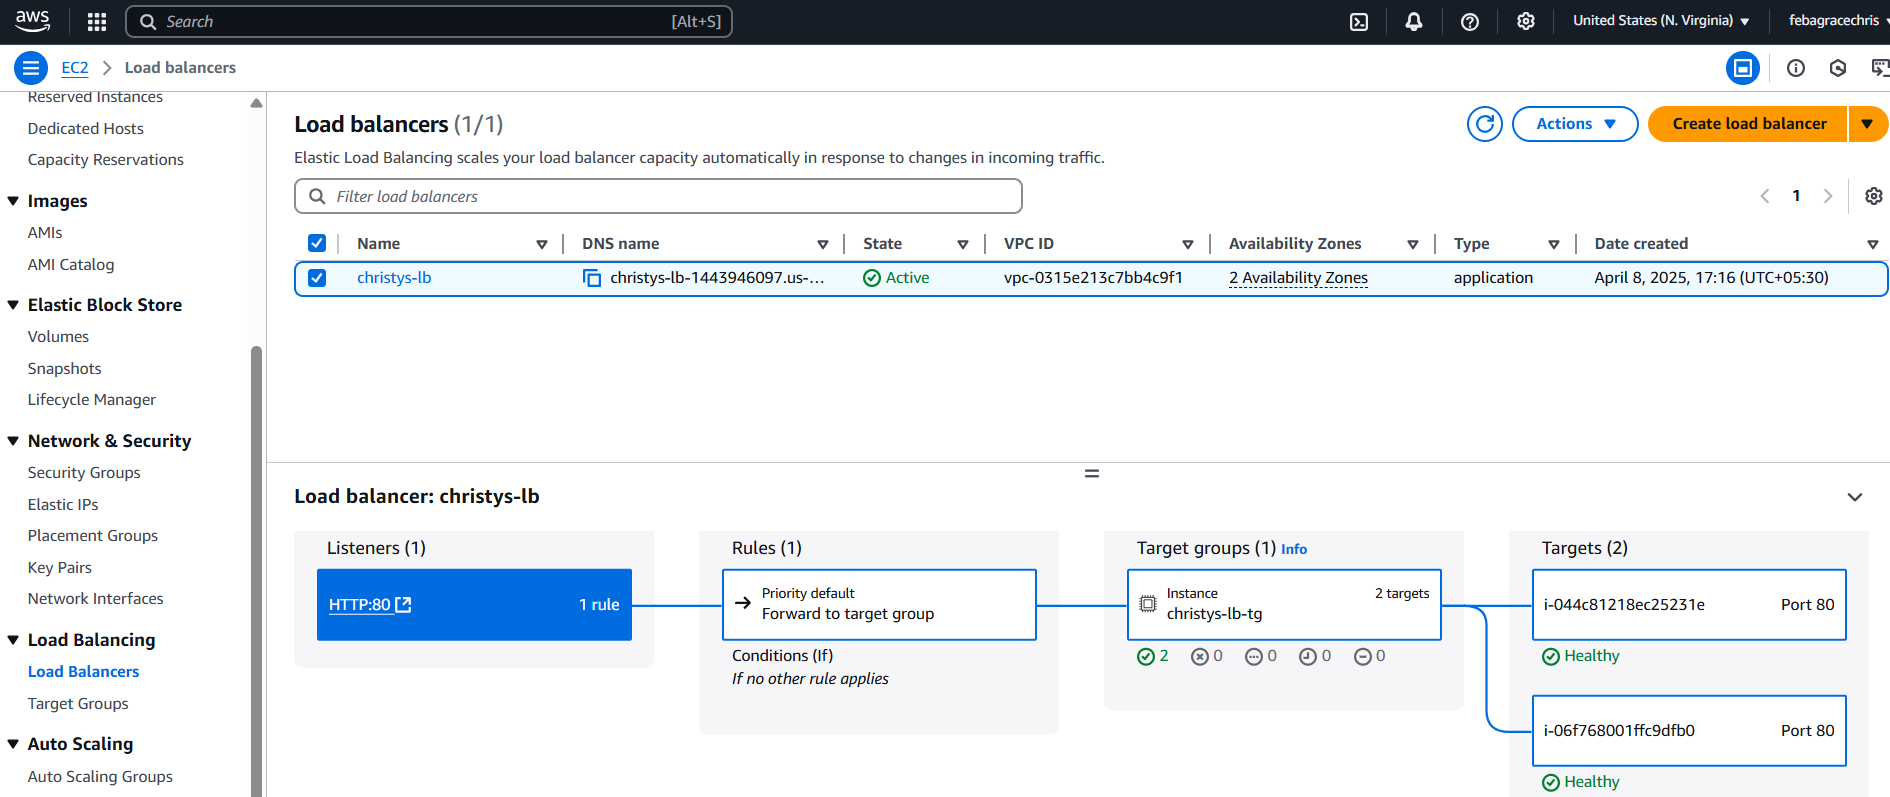 aws
Search [Alt+S]
United States (N. Virginia)
febagracechris
EC2 Load balancers
Reserved Instances
Dedicated Hosts
Capacity Reservations
Images
AMIs
AMI Catalog
Elastic Block Store
Volumes
Snapshots
Lifecycle Manager
Network & Security
Security Groups
Elastic IPs
Placement Groups
Key Pairs
Network Interfaces
Load Balancing
Load Balancers
Target Groups
Auto Scaling
Auto Scaling Groups
Load balancers (1/1)
Actions
Create load balancer
Elastic Load Balancing scales your load balancer capacity automatically in response to changes in incoming traffic.
Filter load balancers
1
Name DNS name State VPC ID Availability Zones Type Date created
christys-lb christys-lb-1443946097.us-... Active vpc-0315e213c7bb4c9f1 2 Availability Zones application April 8, 2025, 17:16 (UTC+05:30)
Load balancer: christys-lb
Listeners (1)
HTTP:80 1 rule
Rules (1)
Priority default
Forward to target group
Conditions (If)
If no other rule applies
Target groups (1) Info
Instance 2 targets
christys-lb-tg
2 0 0 0 0
Targets (2)
i-044c81218ec25231e Port 80
Healthy
i-06f768001ffc9dfb0 Port 80
Healthy